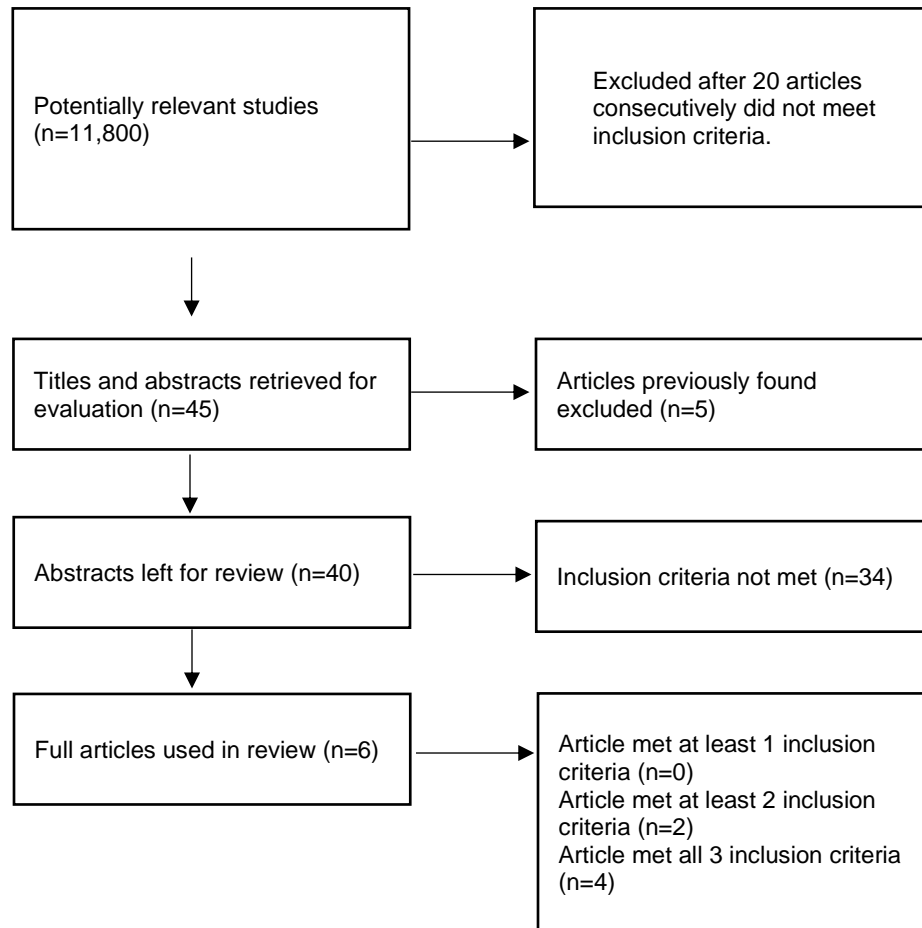 Potentially relevant studies
(n=11,800)
Excluded after 20 articles
consecutively did not meet
inclusion criteria.
Titles and abstracts retrieved for
evaluation (n=45)
Articles previously found
excluded (n=5)
Abstracts left for review (n=40)
Inclusion criteria not met (n=34)
Full articles used in review (n=6)
Article met at least 1 inclusion
criteria (n=0)
Article met at least 2 inclusion
criteria (n=2)
Article met all 3 inclusion criteria
(n=4)